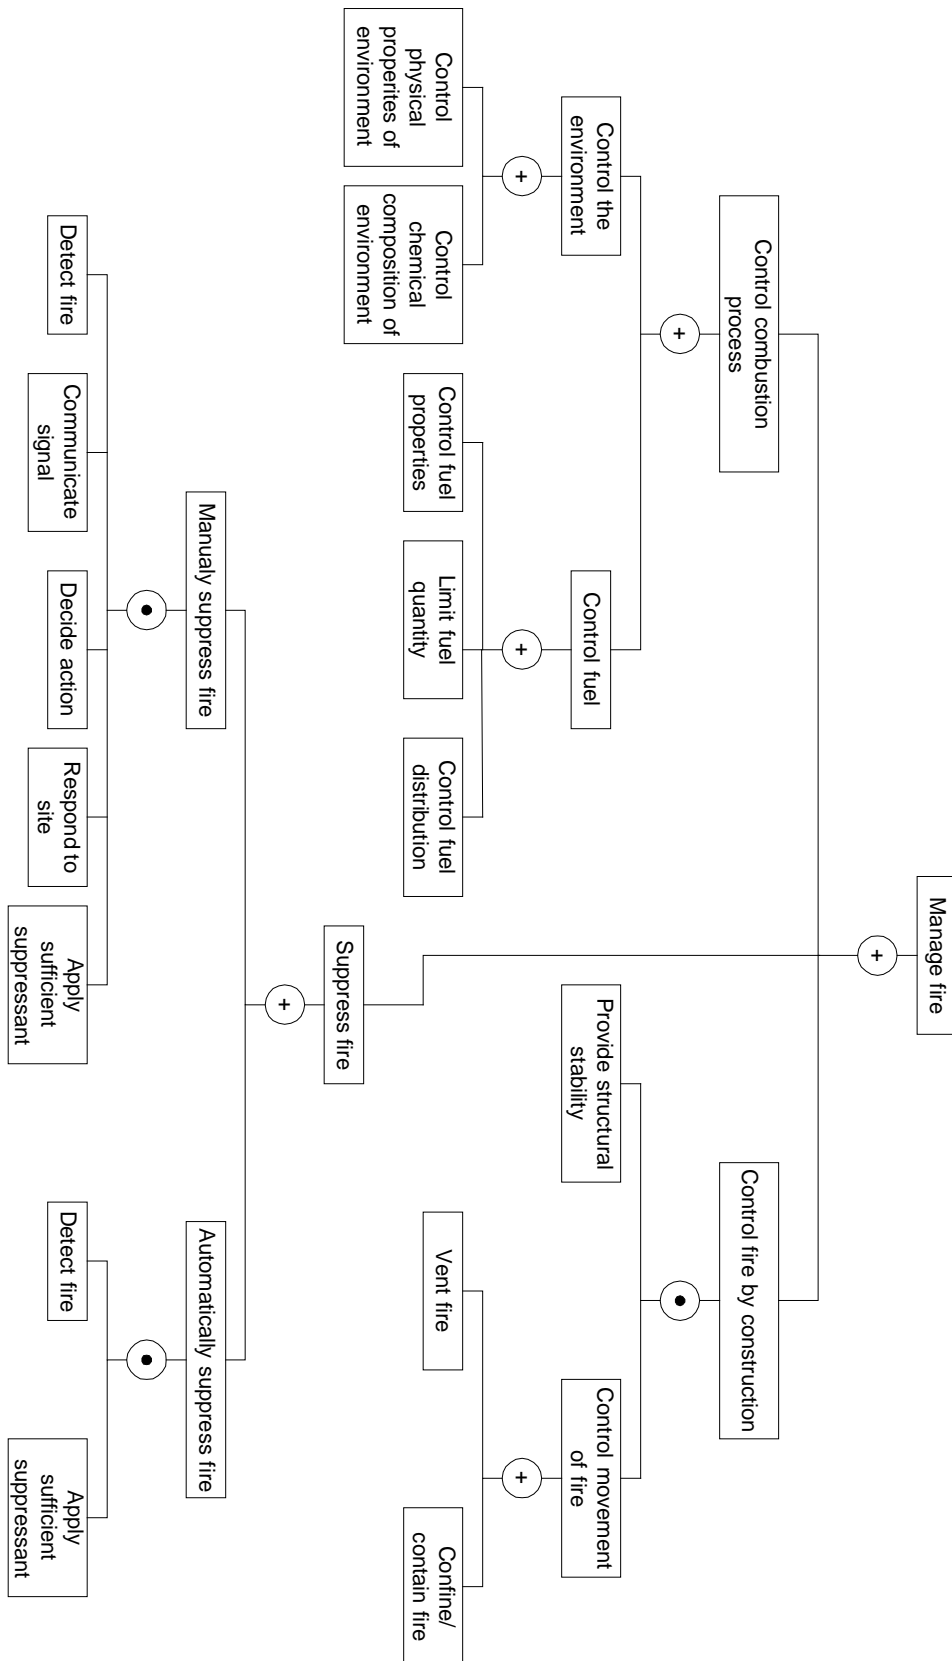 Manage fire
Control combustion
process
Control fire by construction
Control the
environment
Control fuel
Provide structural
stability
Control movement
of fire
Control
physical
properites of
environment
Control
chemical
composition of
environment
Control fuel
properties
Limit fuel
quantity
Control fuel
distribution
Vent fire
Confine/
contain fire
Suppress fire
Manualy suppress fire
Automatically suppress fire
Detect fire
Communicate
signal
Decide action
Respond to
site
Apply
sufficient
suppressant
Detect fire
Apply
sufficient
suppressant
+
+
+
+
+
+